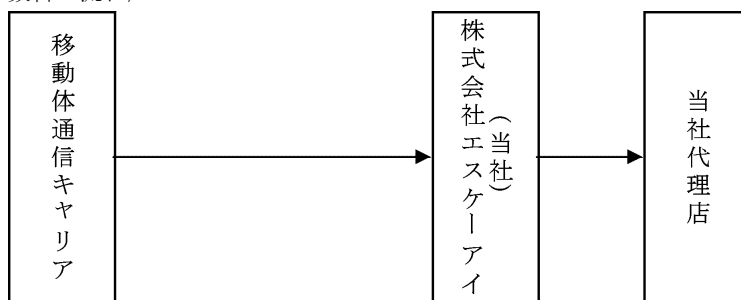 移動体通信キャリア
株式会社エスケーアイ
(当社)
当社代理店